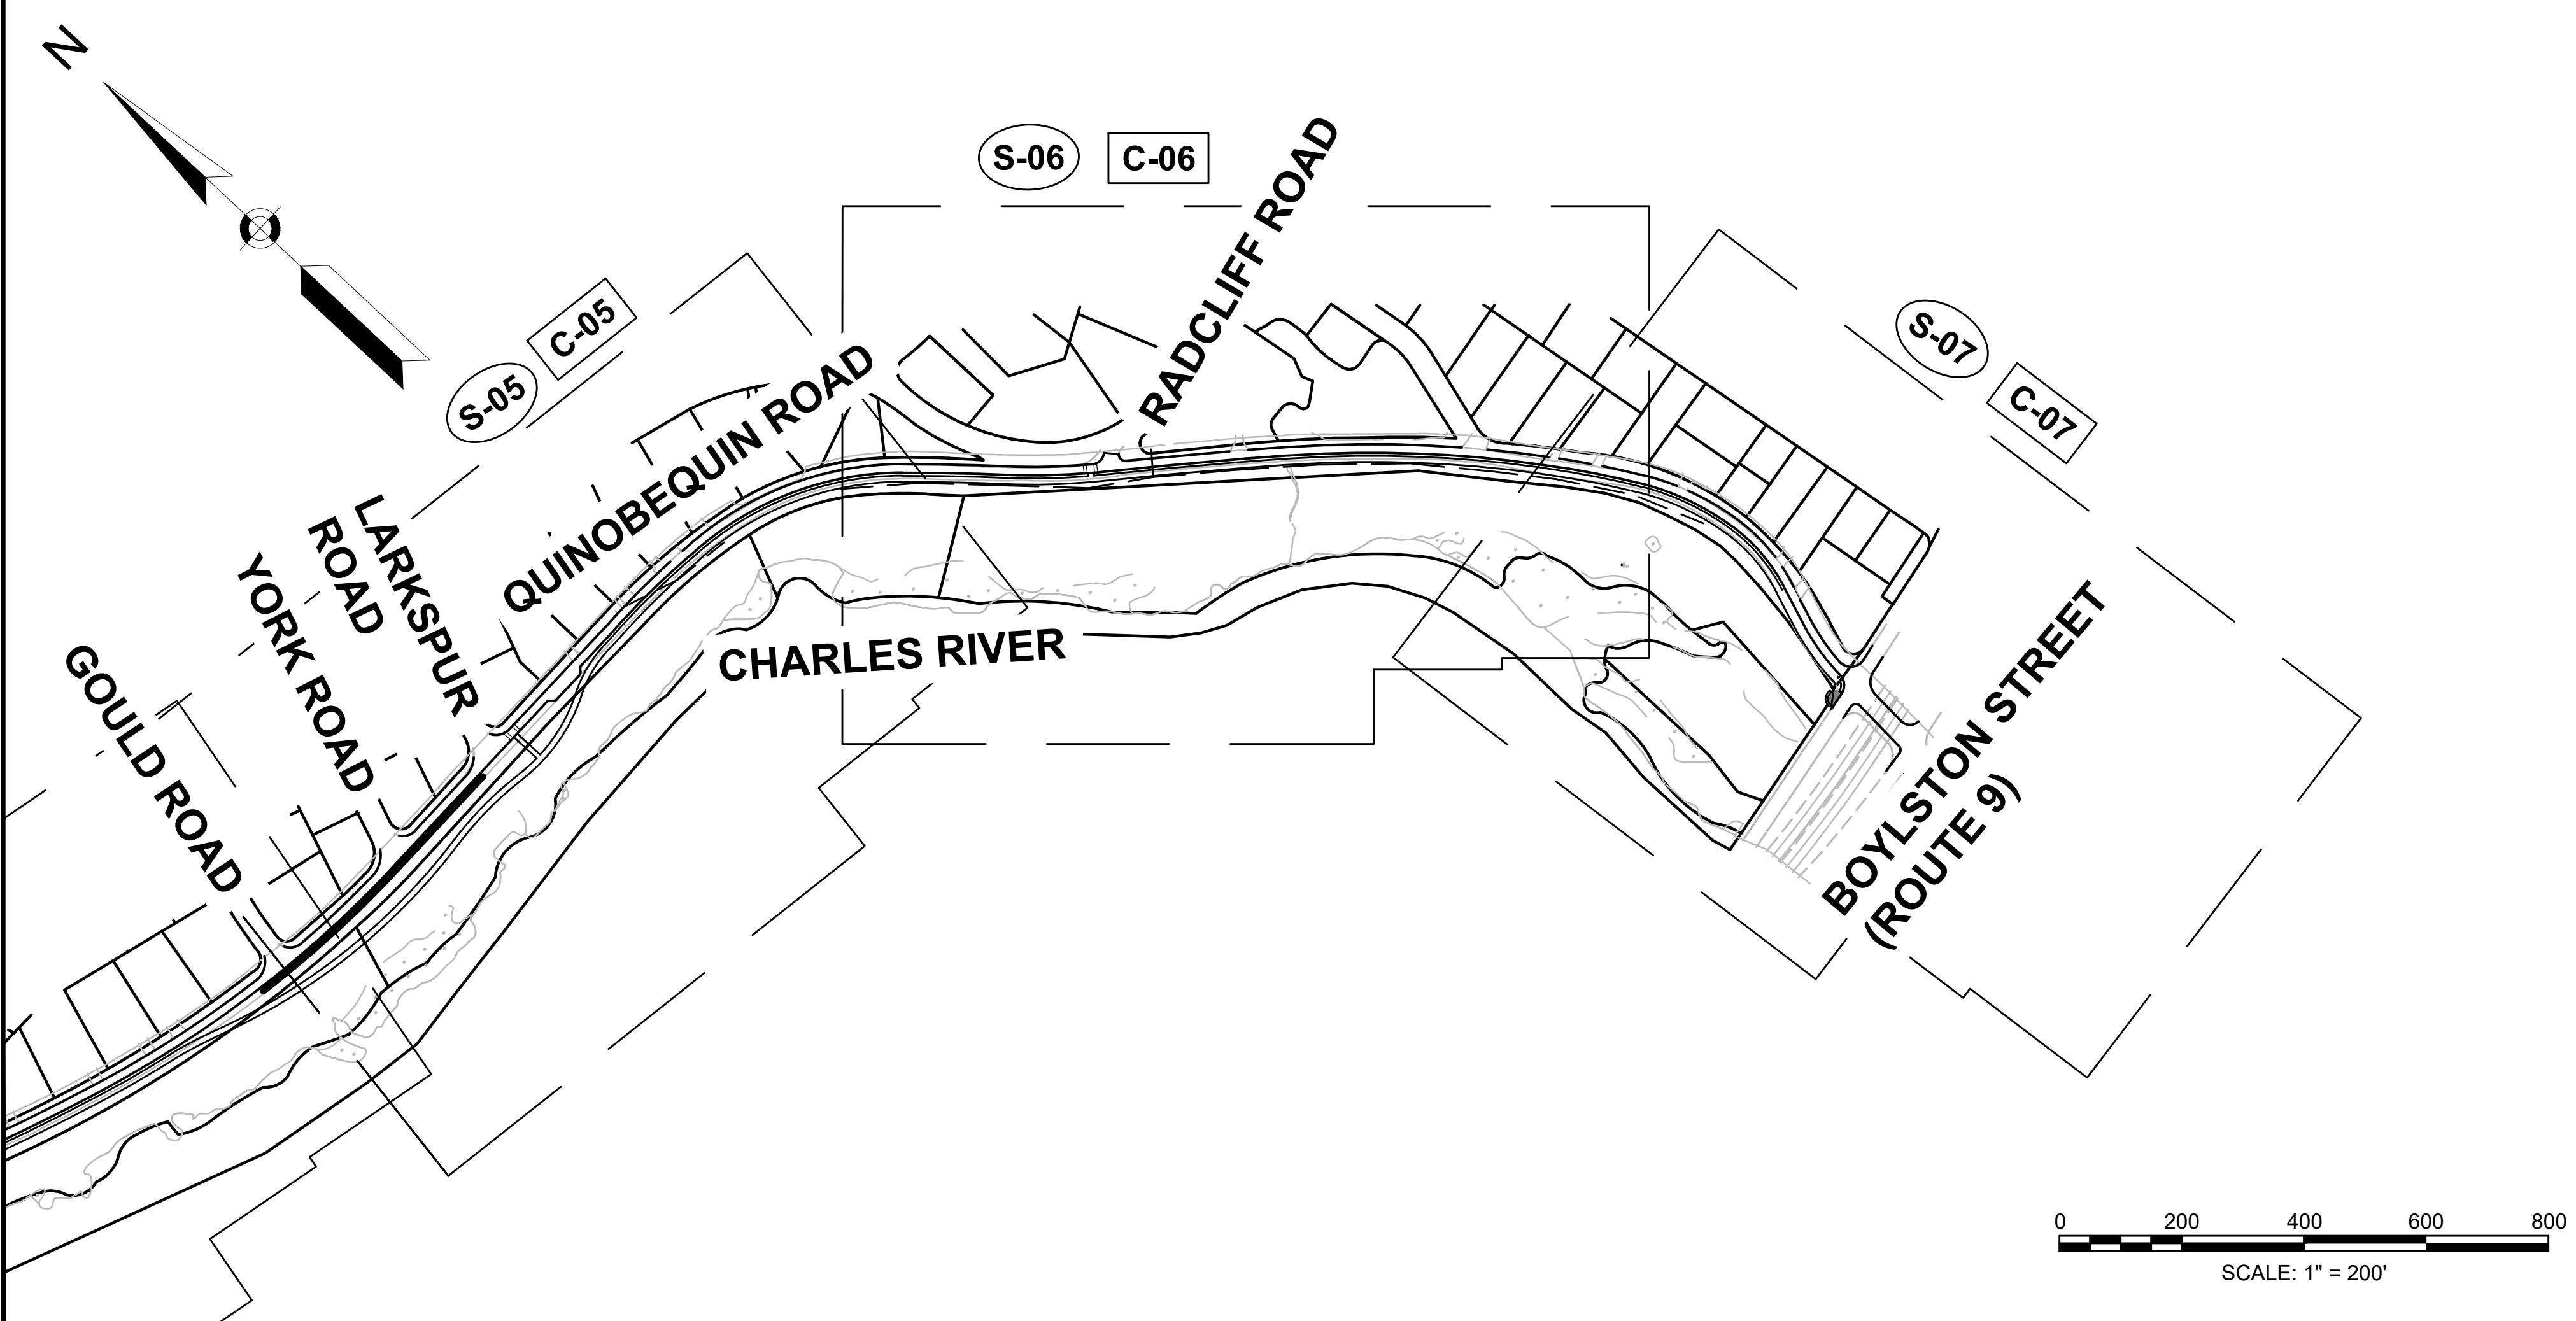 N
S-06
C-06
RADCLIFF ROAD
S-05
C-05
S-07
C-07
QUINOBEQUIN ROAD
LARKSPUR
ROAD
YORK ROAD
GOULD ROAD
CHARLES RIVER
BOYLSTON STREET
(ROUTE 9)
0 200 400 600 800
SCALE: 1" = 200'